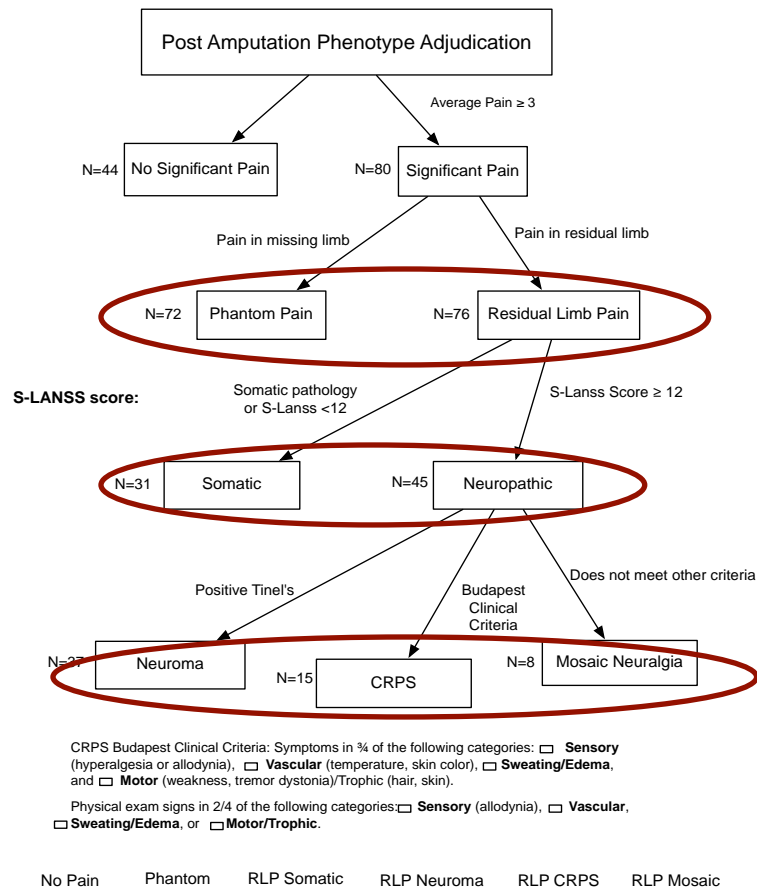 Post Amputation Phenotype Adjudication
Average Pain ≥ 3
N=44
No Significant Pain
N=80
Significant Pain
Pain in missing limb
Pain in residual limb
N=72
Phantom Pain
N=76
Residual Limb Pain
S-LANSS score:
Somatic pathology
or S-Lanss <12
S-Lanss Score ≥ 12
N=31
Somatic
N=45
Neuropathic
Positive Tinel's
Budapest
Clinical
Criteria
Does not meet other criteria
Neuroma
N=15
CRPS
N=8
Mosaic Neuralgia
CRPS Budapest Clinical Criteria: Symptoms in ¾ of the following categories: Sensory
(hyperalgesia or allodynia), Vascular (temperature, skin color), Sweating/Edema,
and Motor (weakness, tremor dystonia)/Trophic (hair, skin).
Physical exam signs in 2/4 of the following categories: Sensory (allodynia), Vascular,
Sweating/Edema, or Motor/Trophic.
No Pain Phantom RLP Somatic RLP Neuroma RLP CRPS RLP Mosaic